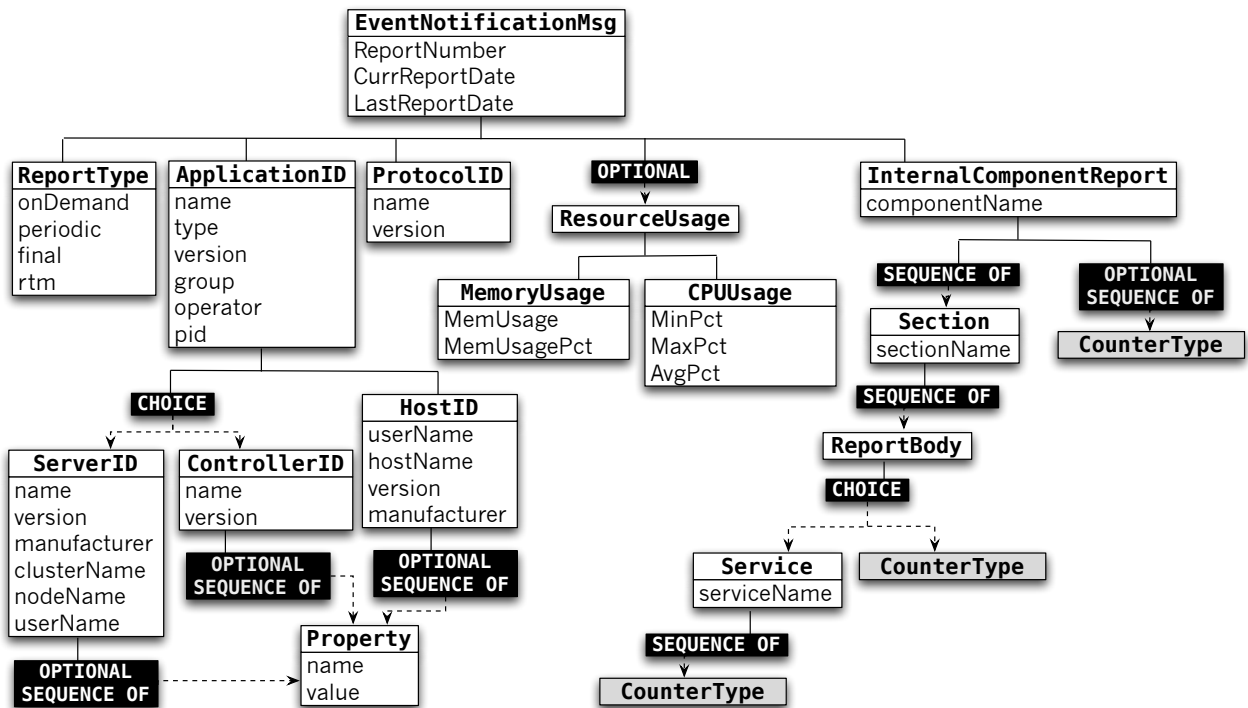 EventNotificationMsg
ReportNumber
CurrReportDate
LastReportDate
ReportType
onDemand
periodic
final
rtm
ApplicationID
name
type
version
group
operator
pid
ProtocolID
name
version
OPTIONAL
ResourceUsage
MemoryUsage
MemUsage
MemUsagePct
CPUUsage
MinPct
MaxPct
AvgPct
InternalComponentReport
componentName
SEQUENCE OF
Section
sectionName
OPTIONAL
SEQUENCE OF
CounterType
SEQUENCE OF
ReportBody
CHOICE
Service
serviceName
SEQUENCE OF
CounterType
CounterType
CHOICE
ServerID
name
version
manufacturer
clusterName
nodeName
userName
OPTIONAL
SEQUENCE OF
ControllerID
name
version
OPTIONAL
SEQUENCE OF
HostID
userName
hostName
version
manufacturer
OPTIONAL
SEQUENCE OF
Property
name
value